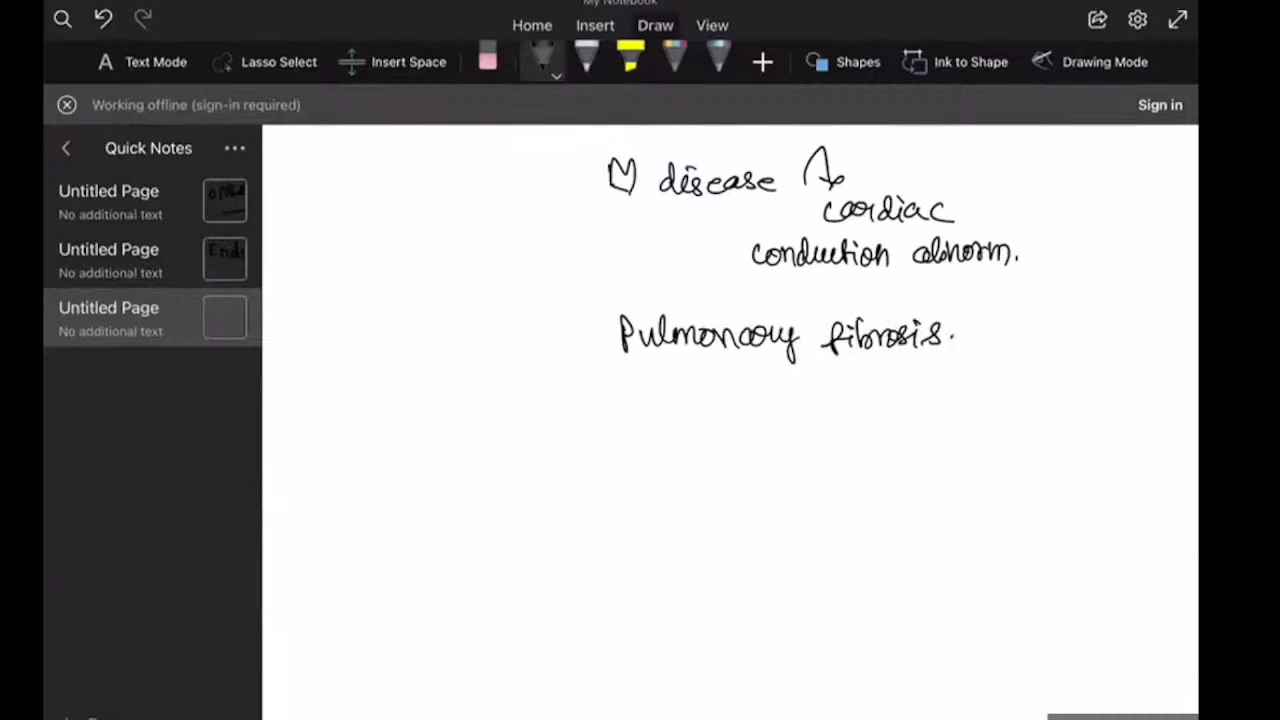 My Notebook
Home Insert Draw View
Text Mode Lasso Select Insert Space Shapes Ink to Shape Drawing Mode
Working offline (sign-in required) Sign in
Quick Notes
Untitled Page
No additional text
Untitled Page
No additional text
Untitled Page
No additional text
disease
cardiac
conduction abnorm.
Pulmonary fibrosis.